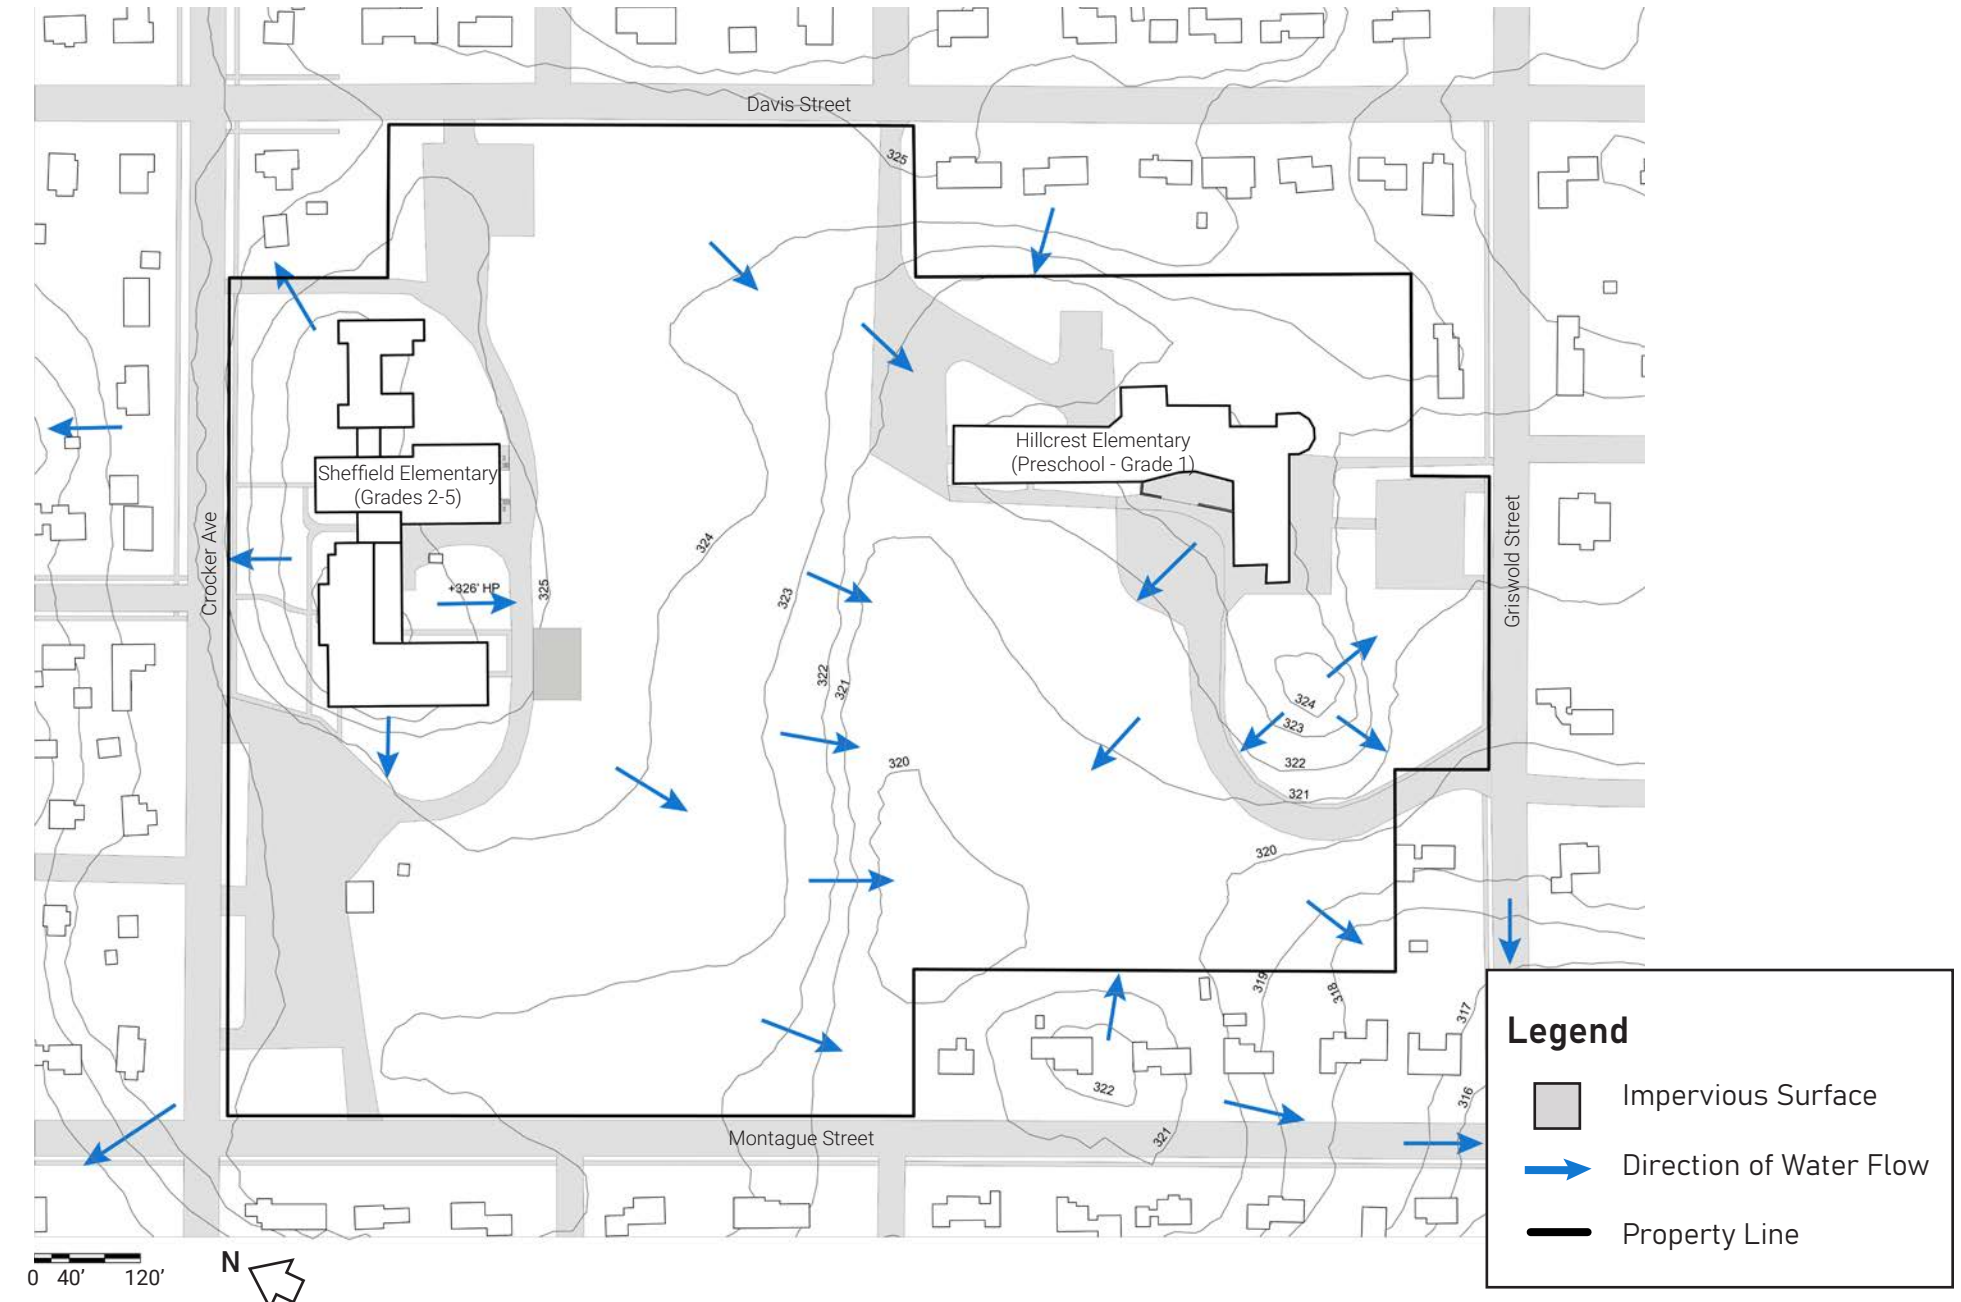 Davis Street
325
Hillcrest Elementary
(Preschool - Grade 1)
Sheffield Elementary
(Grades 2-5)
Crocker Ave
Griswold Street
324
+326' HP
325
323
322
321
324
323
322
321
320
320
319
318
317
316
322
321
Montague Street
Legend
Impervious Surface
Direction of Water Flow
Property Line
N
0 40’ 120’